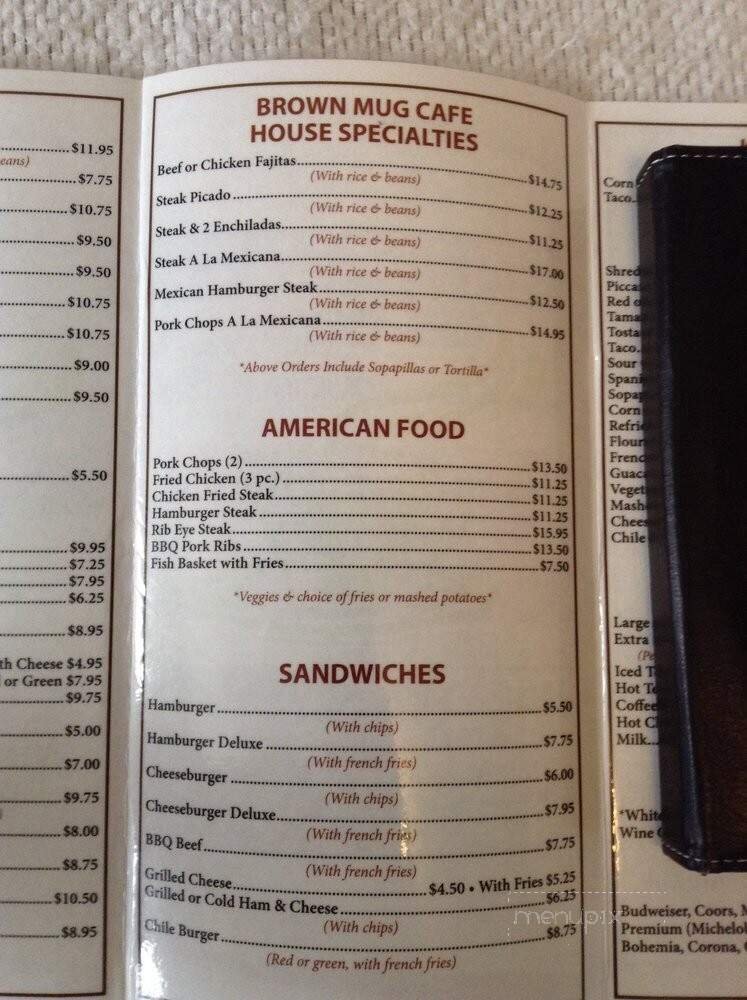 $11.95
eans)
$7.75
$10.75
$9.50
$9.50
$10.75
$10.75
$9.00
$9.50
$5.50
$9.95
$7.25
$7.95
$6.25
$8.95
th Cheese $4.95
or Green $7.95
$9.75
$5.00
$7.00
$9.75
$8.00
$8.75
$10.50
$8.95
BROWN MUG CAFE
HOUSE SPECIALTIES
Beef or Chicken Fajitas $14.75
(With rice & beans)
Steak Picado $12.25
(With rice & beans)
Steak & 2 Enchiladas $11.25
(With rice & beans)
Steak A La Mexicana $17.00
(With rice & beans)
Mexican Hamburger Steak $12.50
(With rice & beans)
Pork Chops A La Mexicana $14.95
(With rice & beans)
*Above Orders Include Sopapillas or Tortilla*
AMERICAN FOOD
Pork Chops (2) $13.50
Fried Chicken (3 pc.) $11.25
Chicken Fried Steak $11.25
Hamburger Steak $11.25
Rib Eye Steak $15.95
BBQ Pork Ribs $13.50
Fish Basket with Fries $7.50
*Veggies & choice of fries or mashed potatoes*
SANDWICHES
Hamburger $5.50
(With chips)
Hamburger Deluxe $7.75
(With french fries)
Cheeseburger $6.00
(With chips)
Cheeseburger Deluxe $7.95
(With french fries)
BBQ Beef $7.75
(With french fries)
Grilled Cheese $4.50 • With Fries $5.25
Grilled or Cold Ham & Cheese $6.25
(With chips)
Chile Burger $8.75
(Red or green, with french fries)
menupix
Corn
Taco
Shred
Picca
Red o
Tama
Tosta
Taco
Sour
Spani
Sopap
Corn
Refrie
Flour
Frenc
Guaca
Veget
Mash
Chees
Chile
Large
Extra
(Pe
Iced T
Hot Te
Coffee
Hot Ch
Milk
*White
Wine
Budweiser, Coors,
Premium (Michelob
Bohemia, Corona,